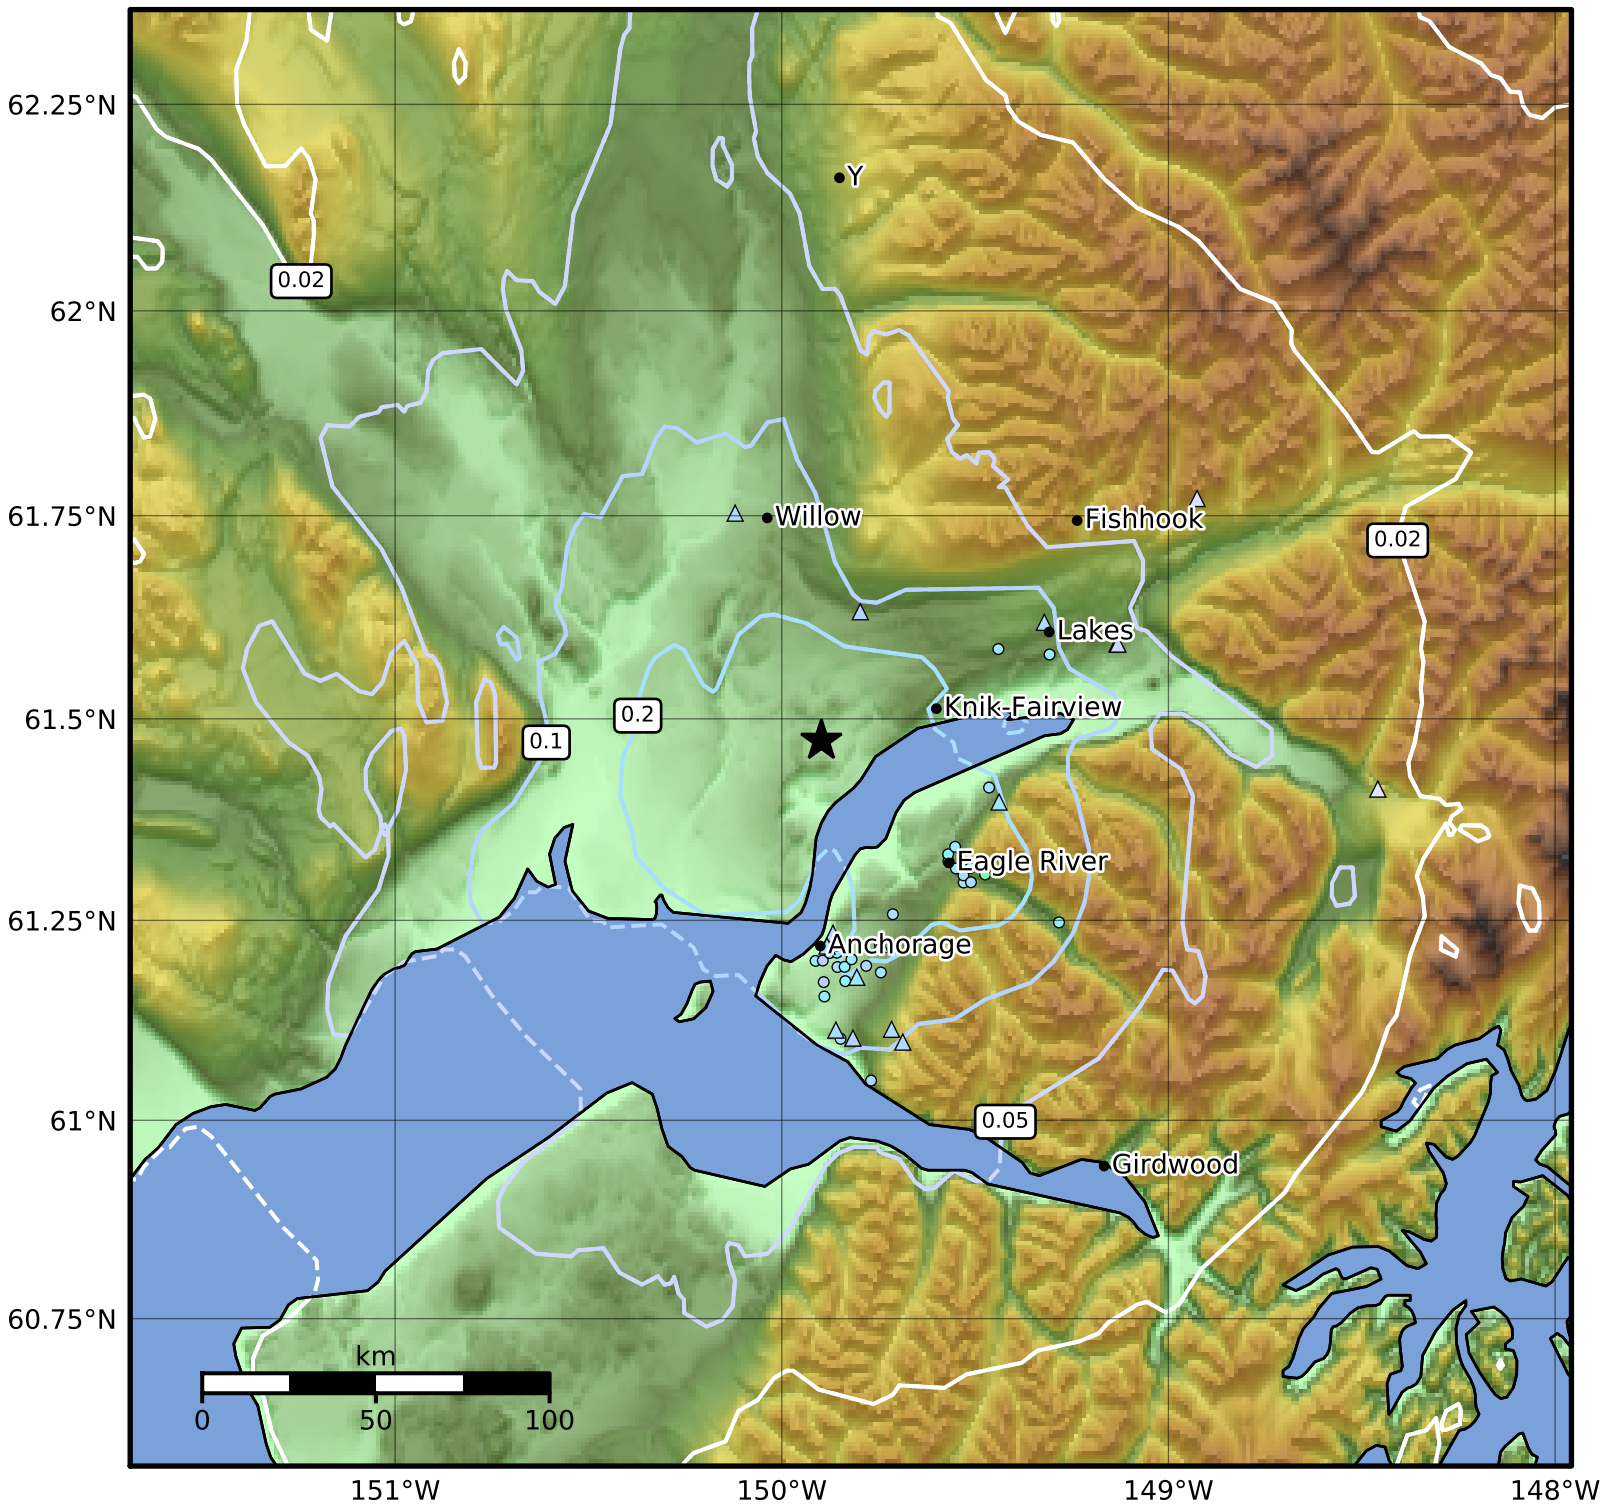 62.25°N
Y
0.02
62°N
61.75°N
Willow
Fishhook
0.02
Lakes
Knik-Fairview
0.2
61.5°N
0.1
Eagle River
61.25°N
Anchorage
61°N
0.05
Girdwood
60.75°N
km
0 50 100
151°W 150°W 149°W 148°W